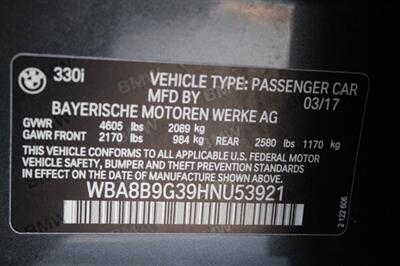 330i VEHICLE TYPE: PASSENGER CAR
MFD BY 03/17
BAYERISCHE MOTOREN WERKE AG
GVWR 4605 lbs 2089 kg
GAWR FRONT 2170 lbs 984 kg REAR 2580 lbs 1170 kg
THIS VEHICLE CONFORMS TO ALL APPLICABLE
FEDERAL MOTOR VEHICLE SAFETY, BUMPER,
AND THEFT PREVENTION STANDARDS IN EFFECT
ON THE DATE OF MANUFACTURE SHOWN ABOVE.
WBA8B9G39HNU53921
2 122 606